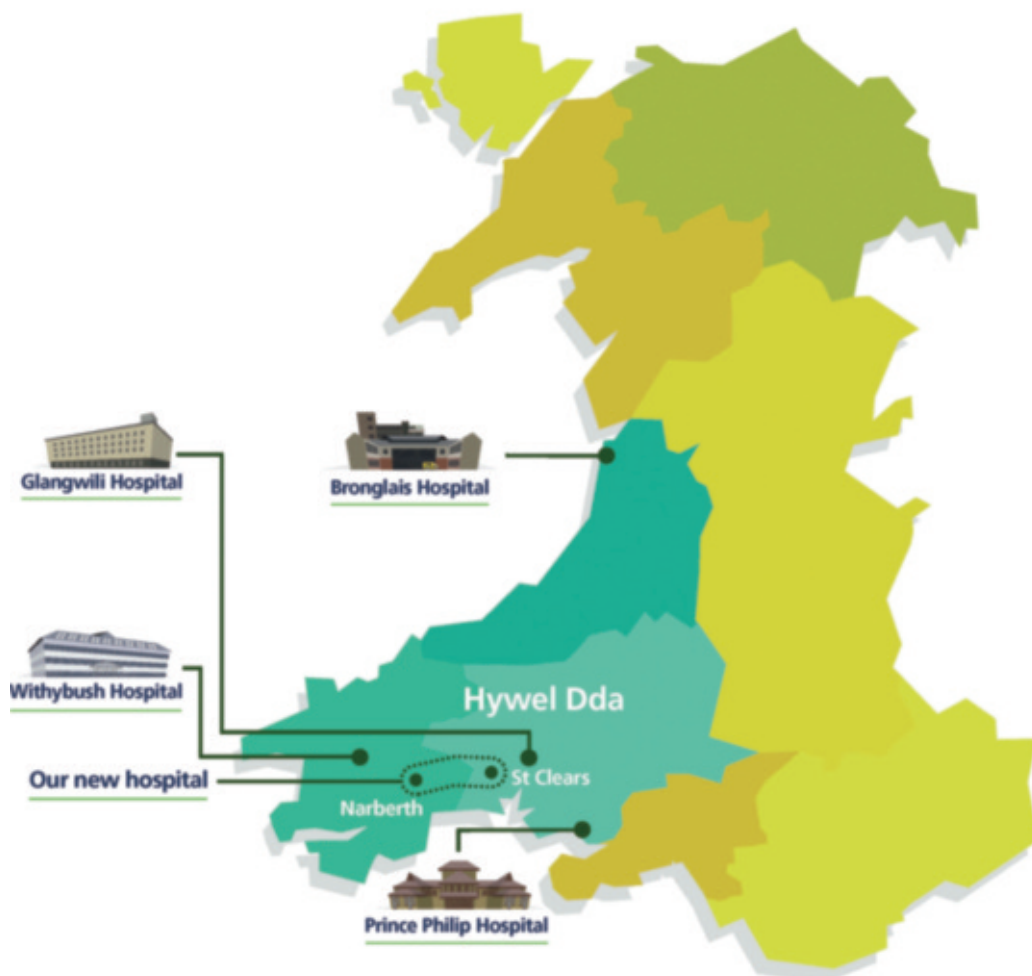 Glangwili Hospital
Bronglais Hospital
Withybush Hospital
Hywel Dda
Our new hospital
St Clears
Narberth
Prince Philip Hospital